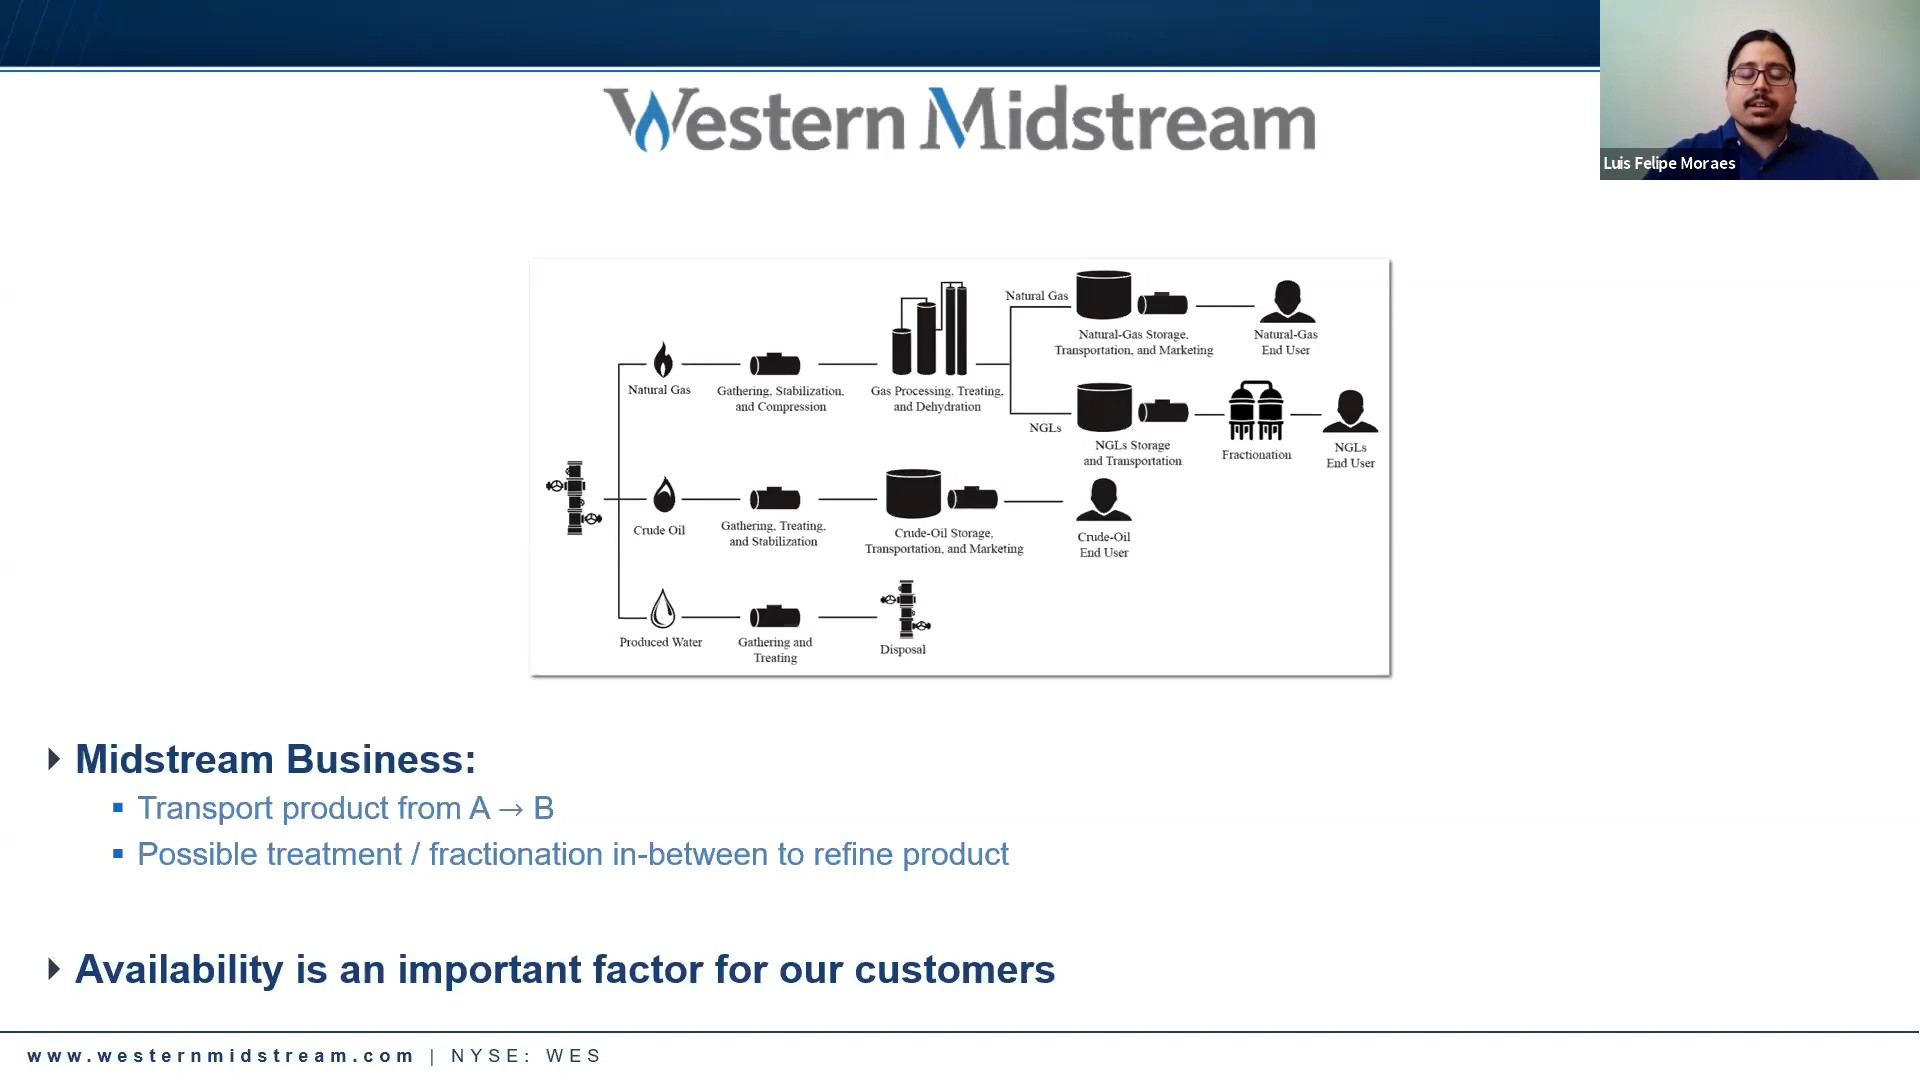 Western Midstream
Luis Felipe Moraes
Natural Gas
Natural-Gas Storage,
Transportation, and Marketing
Natural-Gas
End User
Natural Gas
Gathering, Stabilization,
and Compression
Gas Processing, Treating,
and Dehydration
NGLs
NGLs Storage
and Transportation
Fractionation
NGLs
End User
Crude Oil
Gathering, Treating,
and Stabilization
Crude-Oil Storage,
Transportation, and Marketing
Crude-Oil
End User
Produced Water
Gathering and
Treating
Disposal
Midstream Business:
Transport product from A → B
Possible treatment / fractionation in-between to refine product
Availability is an important factor for our customers
www.westernmidstream.com | NYSE: WES